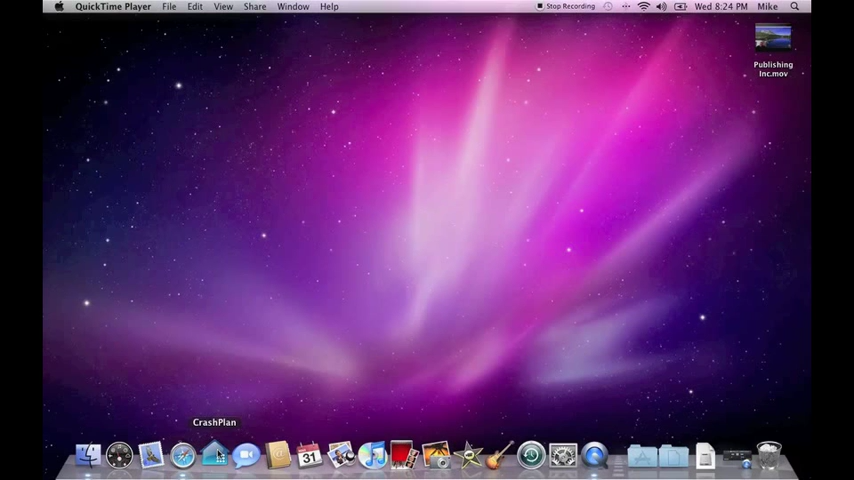 QuickTime Player File Edit View Share Window Help Stop Recording Wed 8:24 PM Mike
Publishing
Inc.mov
CrashPlan
31